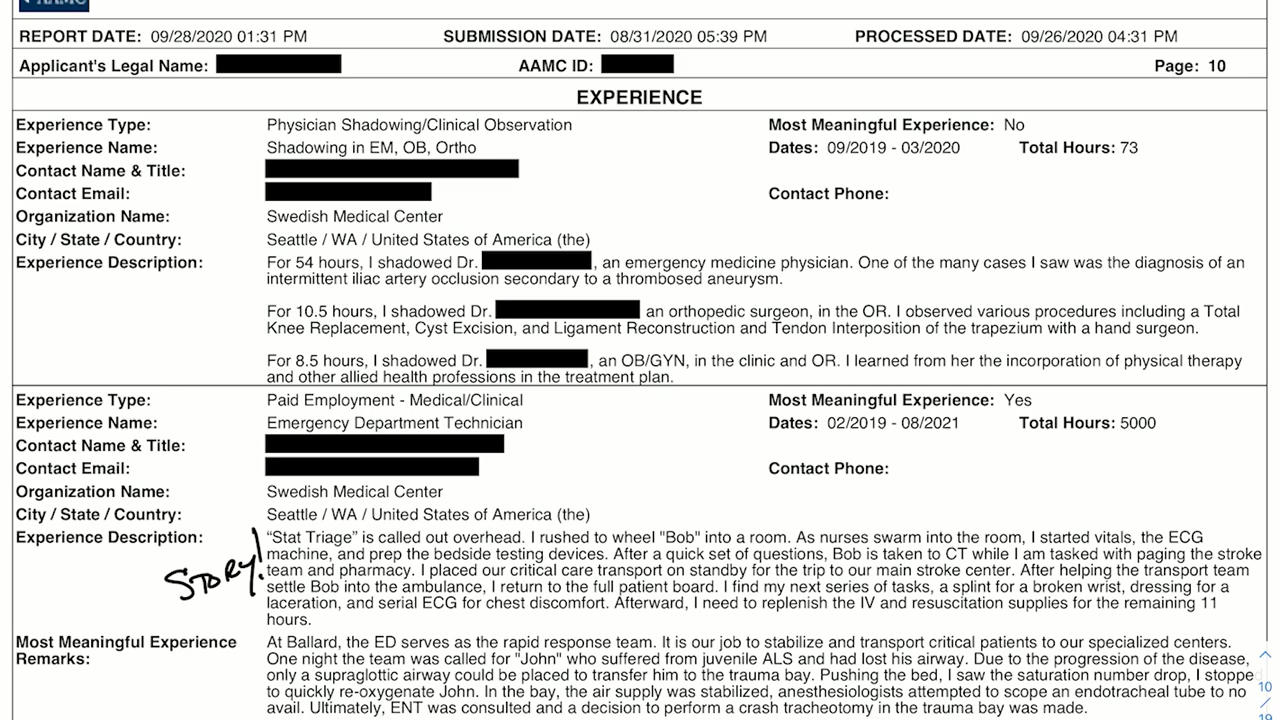 AAMC
REPORT DATE: 09/28/2020 01:31 PM SUBMISSION DATE: 08/31/2020 05:39 PM PROCESSED DATE: 09/26/2020 04:31 PM
Applicant's Legal Name: AAMC ID: Page: 10
EXPERIENCE
Experience Type: Physician Shadowing/Clinical Observation Most Meaningful Experience: No
Experience Name: Shadowing in EM, OB, Ortho Dates: 09/2019 - 03/2020 Total Hours: 73
Contact Name & Title:
Contact Email: Contact Phone:
Organization Name: Swedish Medical Center
City / State / Country: Seattle / WA / United States of America (the)
Experience Description: For 54 hours, I shadowed Dr. , an emergency medicine physician. One of the many cases I saw was the diagnosis of an
intermittent iliac artery occlusion secondary to a thrombosed aneurysm.
For 10.5 hours, I shadowed Dr. an orthopedic surgeon, in the OR. I observed various procedures including a Total
Knee Replacement, Cyst Excision, and Ligament Reconstruction and Tendon Interposition of the trapezium with a hand surgeon.
For 8.5 hours, I shadowed Dr. , an OB/GYN, in the clinic and OR. I learned from her the incorporation of physical therapy
and other allied health professions in the treatment plan.
Experience Type: Paid Employment - Medical/Clinical Most Meaningful Experience: Yes
Experience Name: Emergency Department Technician Dates: 02/2019 - 08/2021 Total Hours: 5000
Contact Name & Title:
Contact Email: Contact Phone:
Organization Name: Swedish Medical Center
City / State / Country: Seattle / WA / United States of America (the)
Experience Description: “Stat Triage” is called out overhead. I rushed to wheel "Bob" into a room. As nurses swarm into the room, I started vitals, the ECG
machine, and prep the bedside testing devices. After a quick set of questions, Bob is taken to CT while I am tasked with paging the stroke
STORY! team and pharmacy. I placed our critical care transport on standby for the trip to our main stroke center. After helping the transport team
settle Bob into the ambulance, I return to the full patient board. I find my next series of tasks, a splint for a broken wrist, dressing for a
laceration, and serial ECG for chest discomfort. Afterward, I need to replenish the IV and resuscitation supplies for the remaining 11
hours.
Most Meaningful Experience Remarks: At Ballard, the ED serves as the rapid response team. It is our job to stabilize and transport critical patients to our specialized centers.
One night the team was called for "John" who suffered from juvenile ALS and had lost his airway. Due to the progression of the disease,
only a supraglottic airway could be placed to transfer him to the trauma bay. Pushing the bed, I saw the saturation number drop, I stopped
to quickly re-oxygenate John. In the bay, the air supply was stabilized, anesthesiologists attempted to scope an endotracheal tube to no
avail. Ultimately, ENT was consulted and a decision to perform a crash tracheotomy in the trauma bay was made.
10
/
19